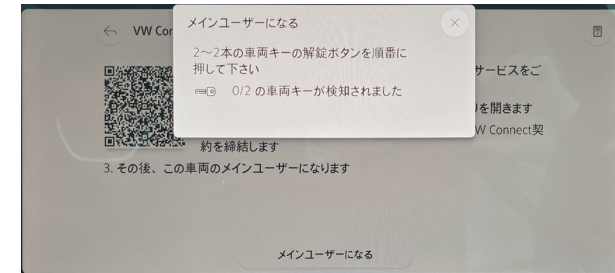 VW Con
メインユーザーになる
2～2本の車両キーの解錠ボタンを順番に
押して下さい
0/2 の車両キーが検知されました
サービスをご
を開きます
W Connect契
約を締結します
3. その後、この車両のメインユーザーになります
メインユーザーになる